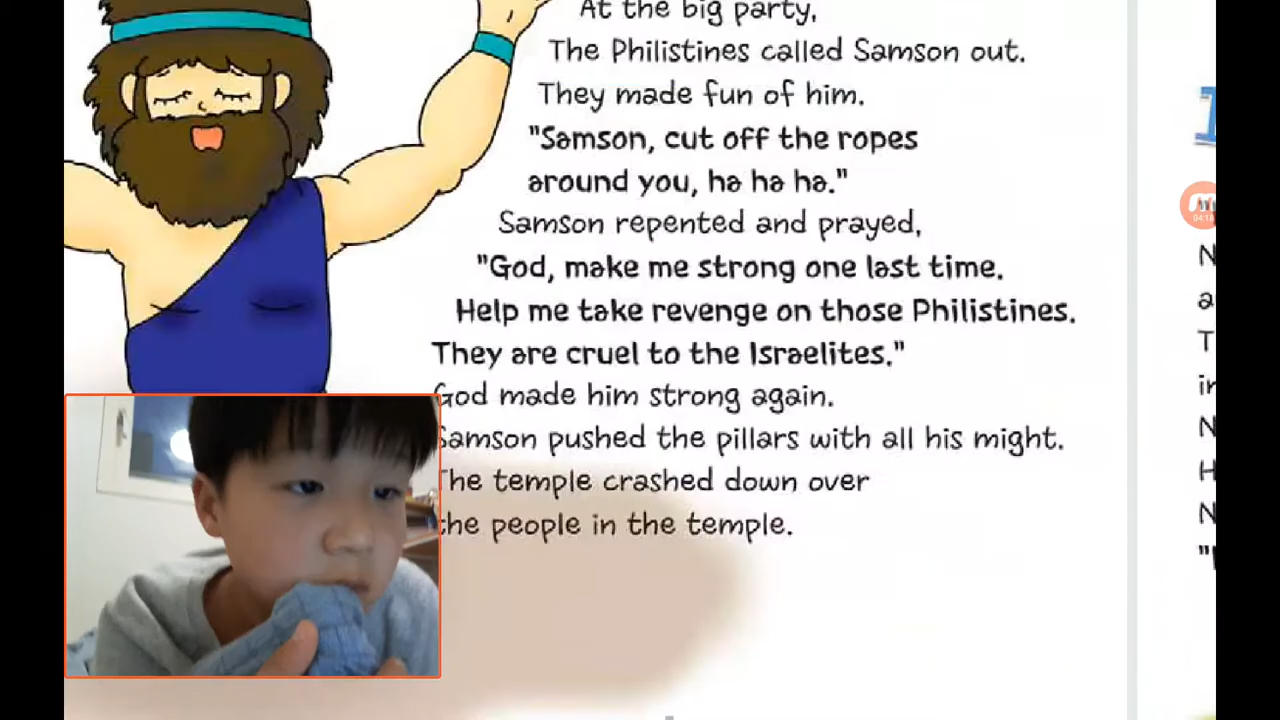 At the big party,
The Philistines called Samson out.
They made fun of him.
"Samson, cut off the ropes
around you, ha ha ha."
Samson repented and prayed,
"God, make me strong one last time.
Help me take revenge on those Philistines.
They are cruel to the Israelites."
God made him strong again.
Samson pushed the pillars with all his might.
The temple crashed down over
the people in the temple.
04:18
N
a
T
in
N
H
N